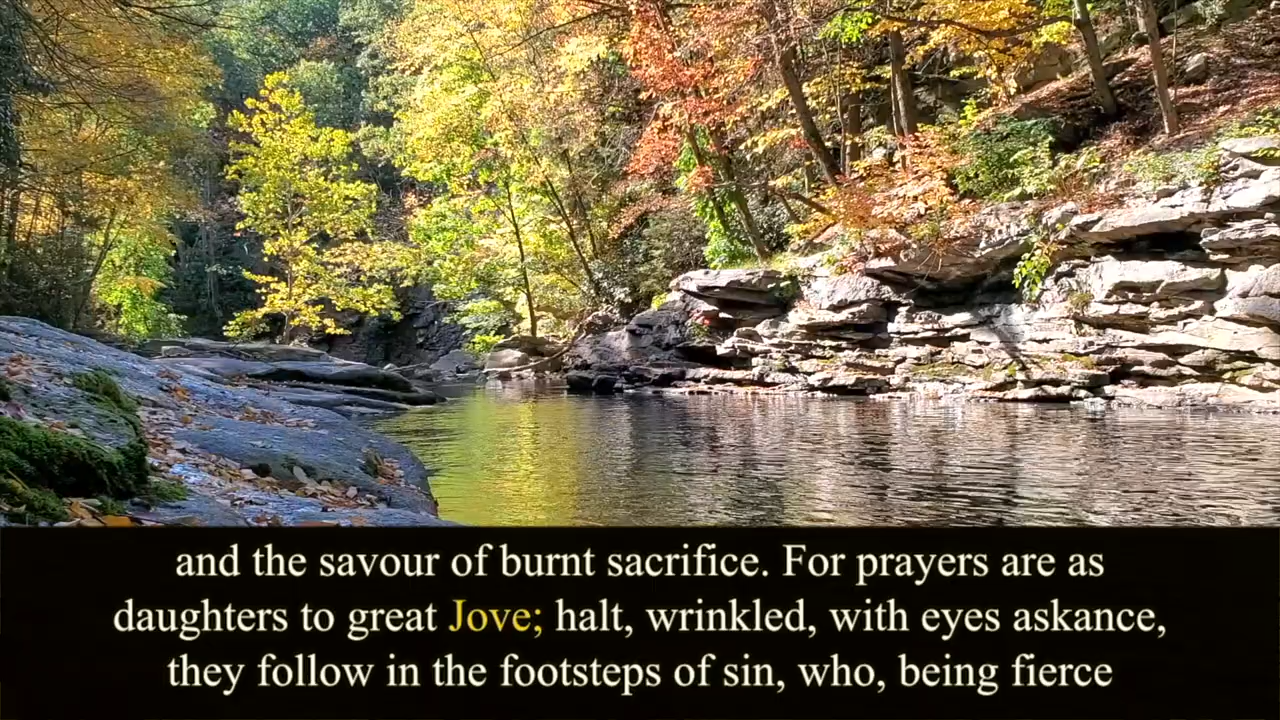 and the savour of burnt sacrifice. For prayers are as
daughters to great Jove; halt, wrinkled, with eyes askance,
they follow in the footsteps of sin, who, being fierce